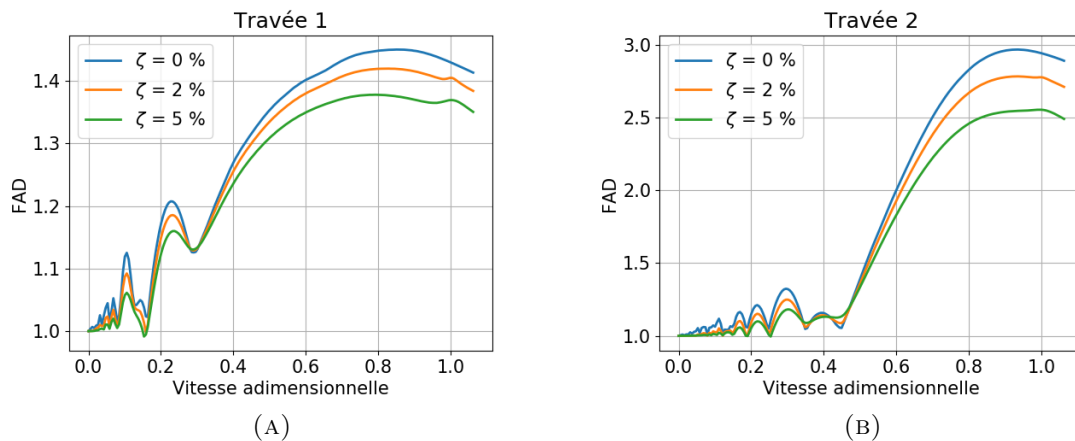 Travée 1
ζ = 0 %
ζ = 2 %
ζ = 5 %
1.4
1.3
1.2
1.1
1.0
FAD
0.0 0.2 0.4 0.6 0.8 1.0
Vitesse adimensionnelle
(A)
Travée 2
ζ = 0 %
ζ = 2 %
ζ = 5 %
3.0
2.5
2.0
1.5
1.0
FAD
0.0 0.2 0.4 0.6 0.8 1.0
Vitesse adimensionnelle
(B)